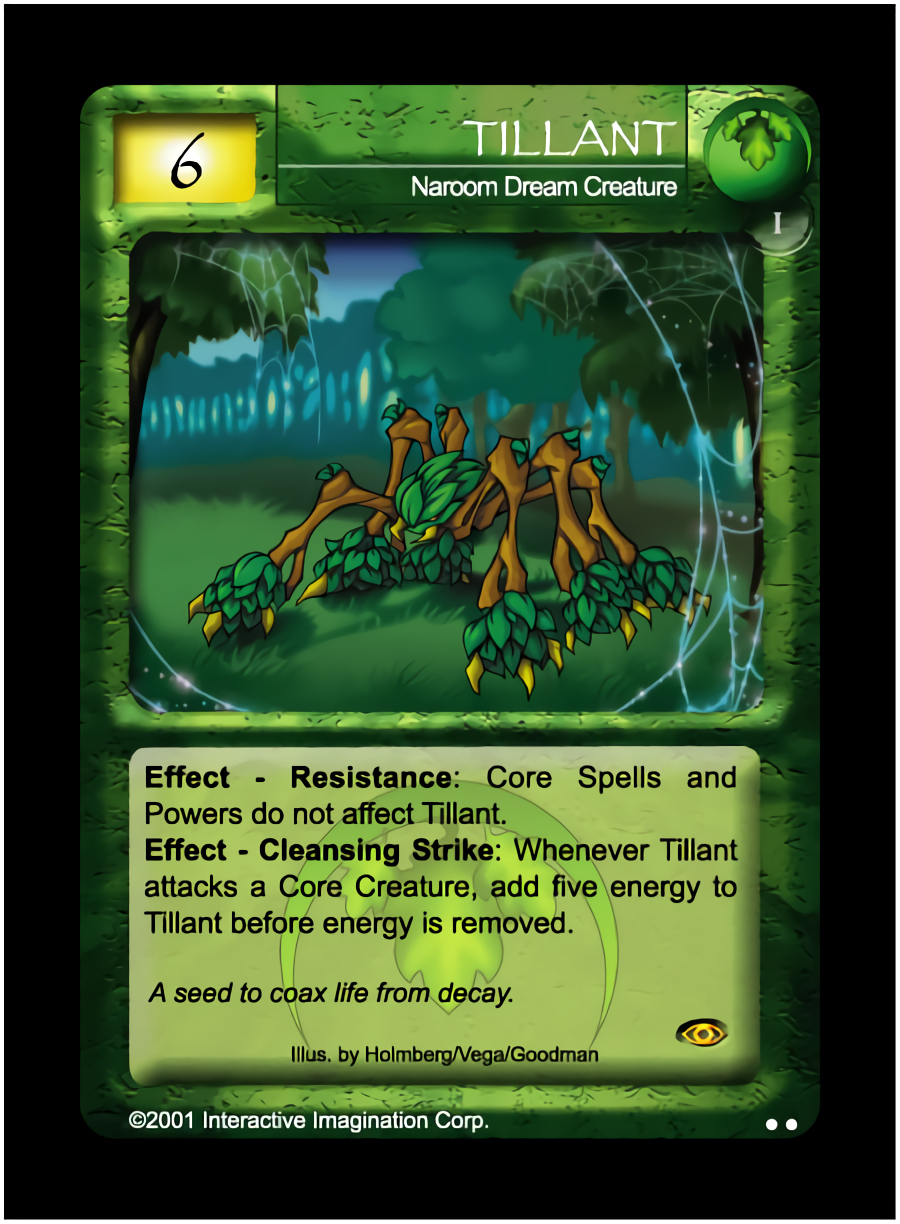 6
TILLANT
Naroom Dream Creature
I
Effect - Resistance: Core Spells and
Powers do not affect Tillant.
Effect - Cleansing Strike: Whenever Tillant
attacks a Core Creature, add five energy to
Tillant before energy is removed.
A seed to coax life from decay.
Illus. by Holmberg/Vega/Goodman
©2001 Interactive Imagination Corp.